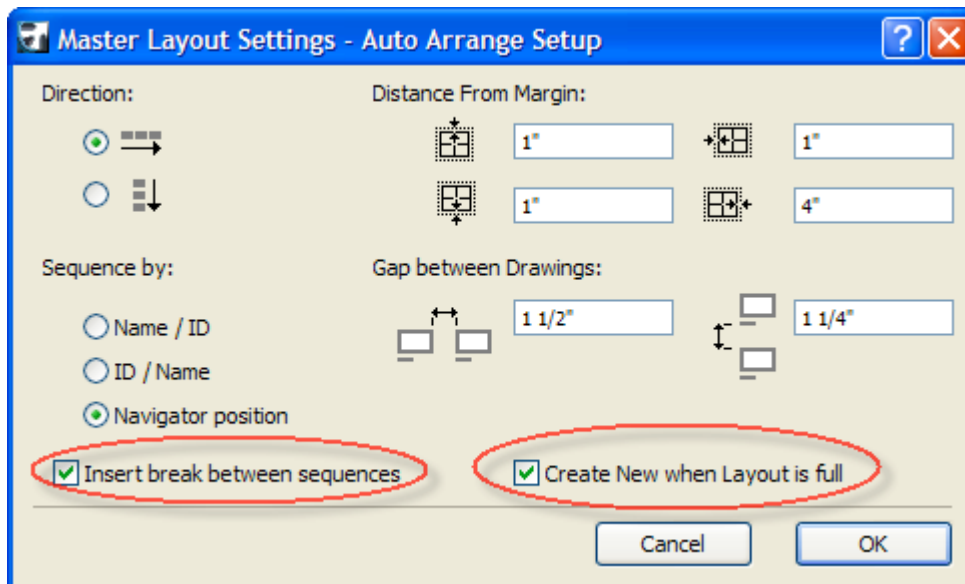 Master Layout Settings - Auto Arrange Setup ?
Direction: Distance From Margin:
1" 1"
1" 4"
Sequence by: Gap between Drawings:
1 1/2" 1 1/4"
Name / ID
ID / Name
Navigator position
Insert break between sequences Create New when Layout is full
Cancel OK